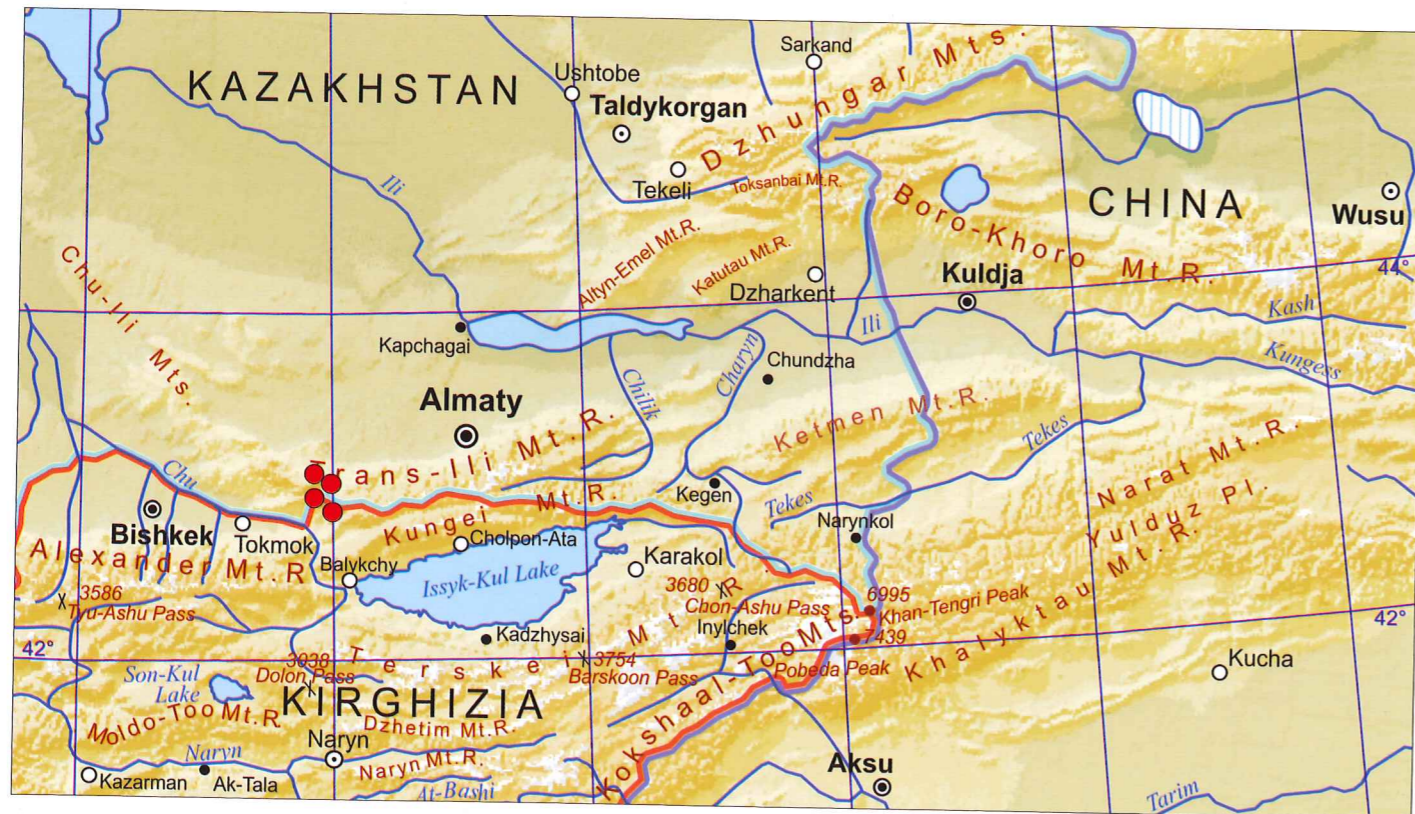 Sarkand
Ushtobe
KAZAKHSTAN
Taldykorgan
Dzhungar Mts.
Tekeli
Toksanbai Mt.R.
Ili
CHINA
Wusu
Boro-Khoro Mt.R.
Altyn-Emel Mt.R.
Katutau Mt.R.
Kuldja
44°
Dzharkent
Chu-Ili Mts.
Kash
Ili
Kapchagai
Kungess
Charyn
Chundzha
Chilik
Almaty
Ketmen Mt.R.
Trans-Ili Mt.R.
Tekes
Narat Mt.R.
Chu
Kegen
Kungei Mt.R.
Tekes
Yulduz Pl.
Narynkol
Bishkek
Tokmok
Cholpon-Ata
Alexander Mt.R
Balykchy
Karakol
Issyk-Kul Lake
3586
Tyu-Ashu Pass
3680
Chon-Ashu Pass
6995
Khan-Tengri Peak
Khalyktau Mt.R.
42°
Inylchek
Kadzhysai
7439
42°
Terskei Mt.R.
3038
Dolon Pass
3754
Barskoon Pass
Pobeda Peak
Kucha
Son-Kul
Lake
KIRGHIZIA
Kokshaal-Too Mts.
Moldo-Too Mt.R.
Dzhetim Mt.R.
Naryn
Naryn
Naryn Mt.R.
Aksu
Kazarman
Ak-Tala
At-Bashi
Tarim